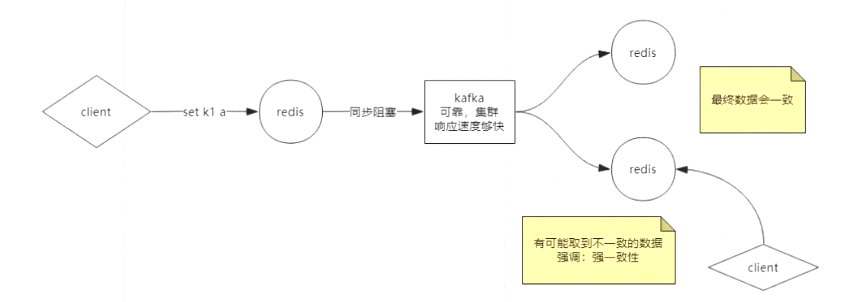 client
set k1 a
redis
同步阻塞
kafka
可靠，集群
响应速度够快
redis
最终数据会一致
redis
有可能取到不一致的数据
强调：强一致性
client